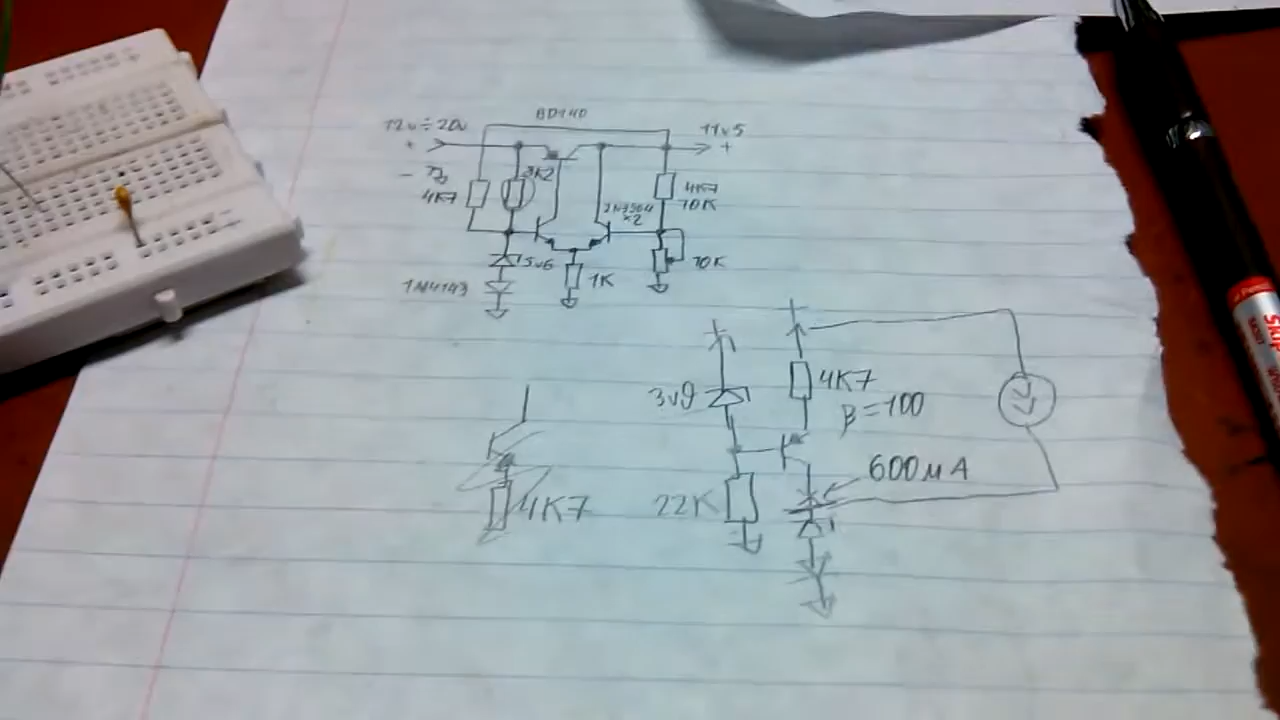 BD140
12v÷20v
11v5
+
+
-
3K2
4K7
4K7
10K
2N3904
x2
5v6
1N4148
1K
10K
+
+
3v9
4K7
β=100
600µA
22K
4K7